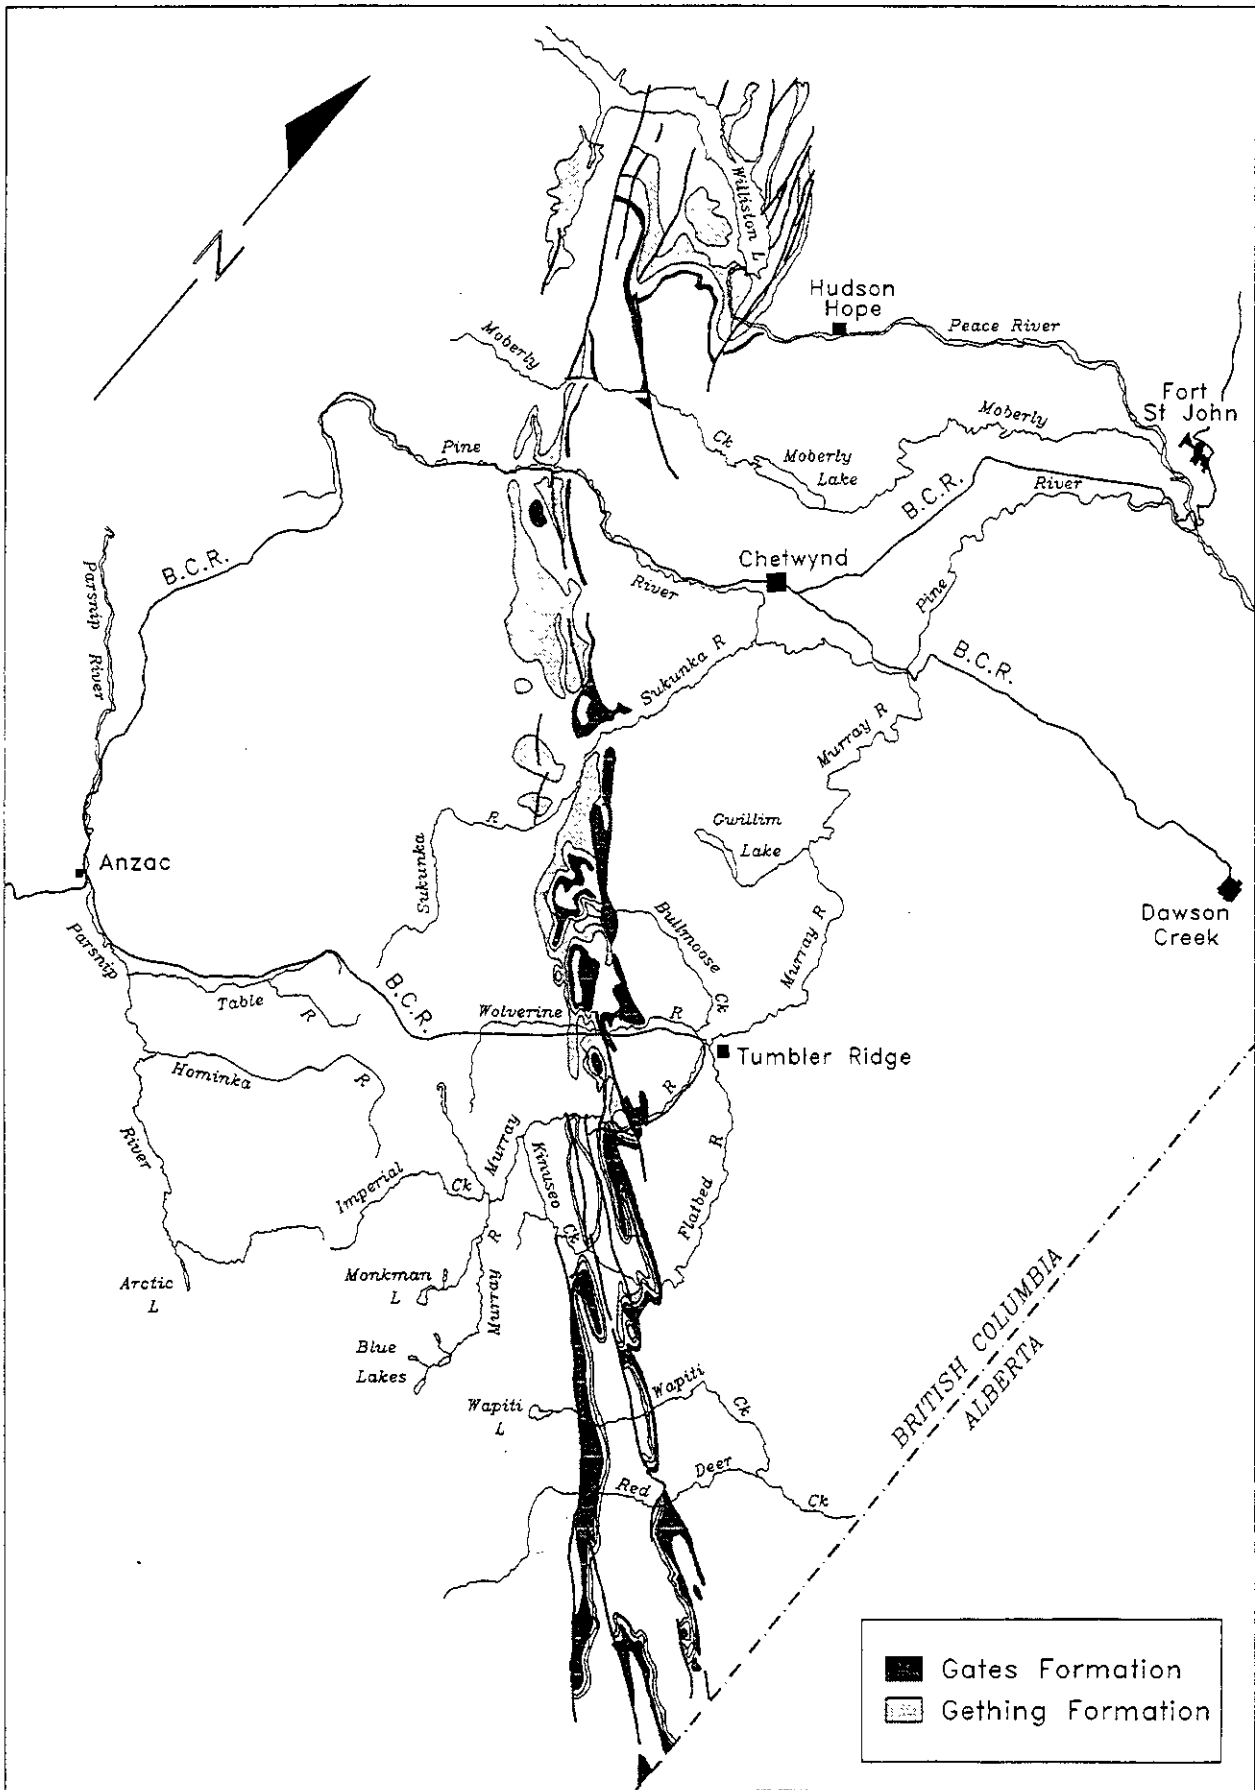 N
Williston L
Hudson
Hope
Peace River
Moberly
Fort
St John
Moberly
Ck
Moberly
Lake
Pine
B.C.R.
River
B.C.R.
Chetwynd
River
Pine
Parsnip River
Sukunka R
B.C.R.
Murray R
Gwillim
Lake
R
Sukunka
Anzac
Dawson
Creek
Bullmoose
Ck
Murray R
Parsnip
Table
R
B.C.R.
Wolverine
R
Tumbler Ridge
Hominka
R
R
River
Murray
Kinuseo
Ck
Imperial
Ck
R
Flatbed
R
Murray
Arctic
L
Monkman
L
Blue
Lakes
Wapiti
L
Wapiti
Ck
Red
Deer
Ck
BRITISH COLUMBIA
ALBERTA
Gates Formation
Gething Formation